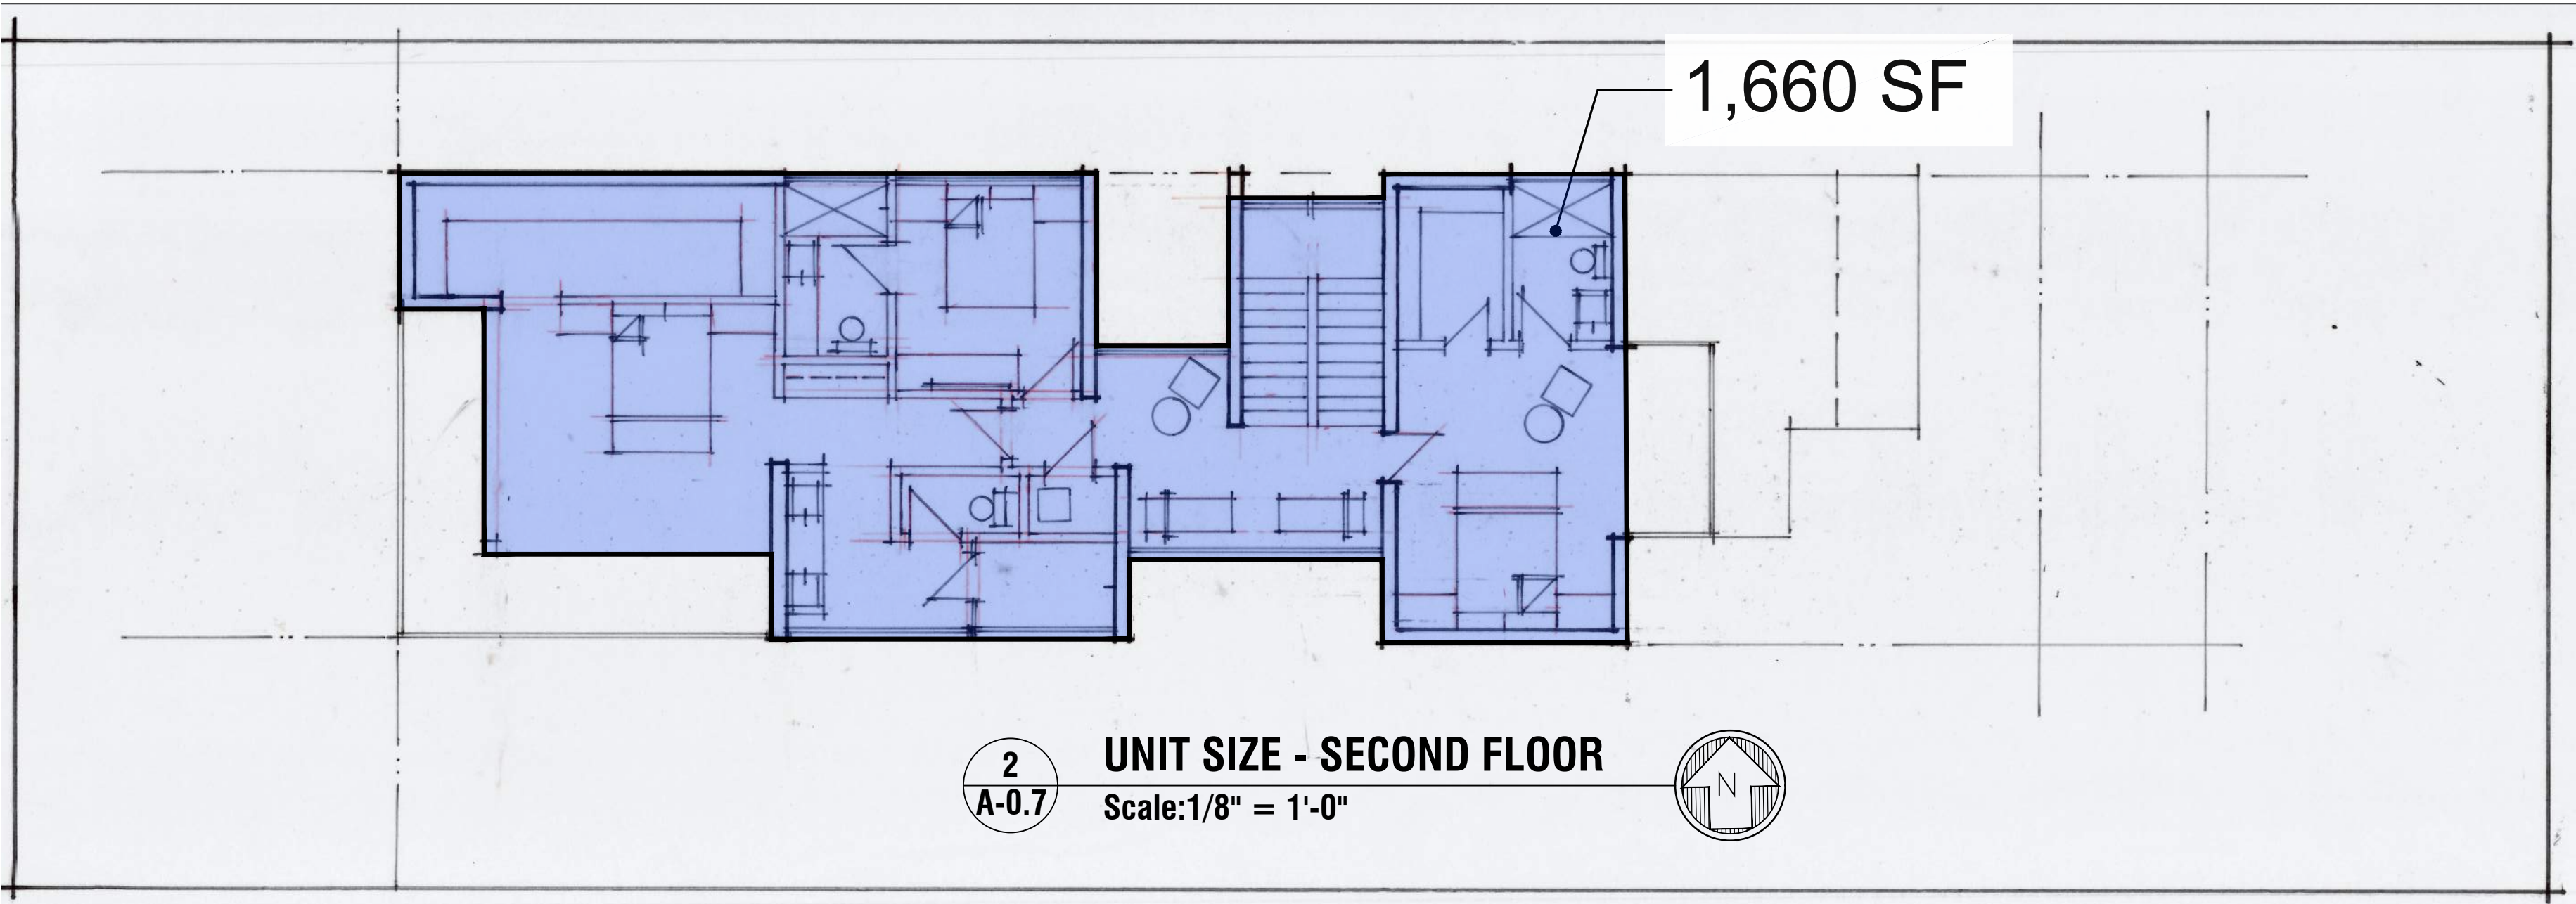 1,660 SF
2
A-0.7
UNIT SIZE - SECOND FLOOR
Scale:1/8" = 1'-0"
N